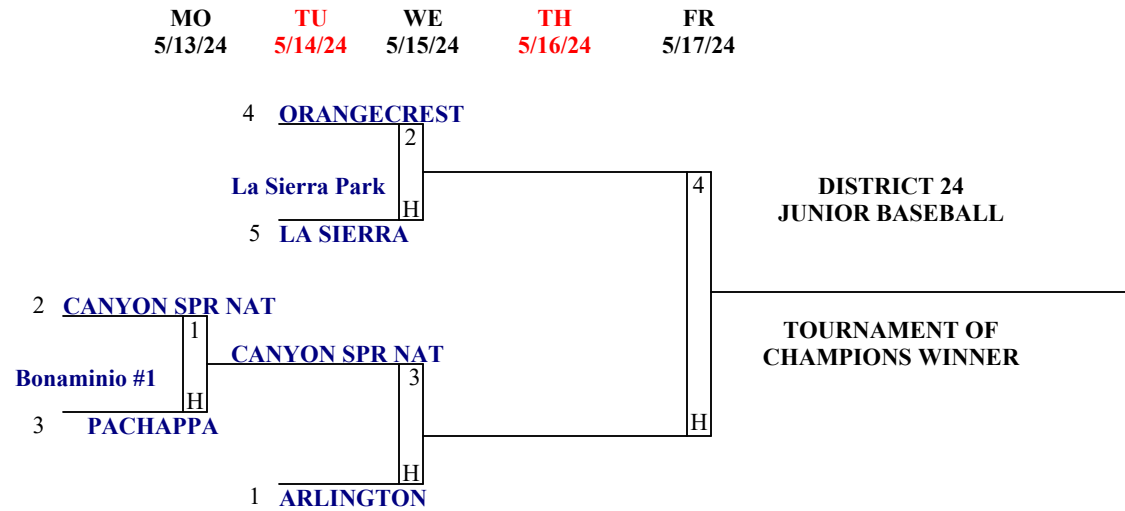 MO TU WE TH FR
5/13/24 5/14/24 5/15/24 5/16/24 5/17/24
4 ORANGECREST
2
La Sierra Park
H
5 LA SIERRA
4
DISTRICT 24
JUNIOR BASEBALL
2 CANYON SPR NAT
1
Bonaminio #1
H
3 PACHAPPA
CANYON SPR NAT
3
H
1 ARLINGTON
H
TOURNAMENT OF
CHAMPIONS WINNER